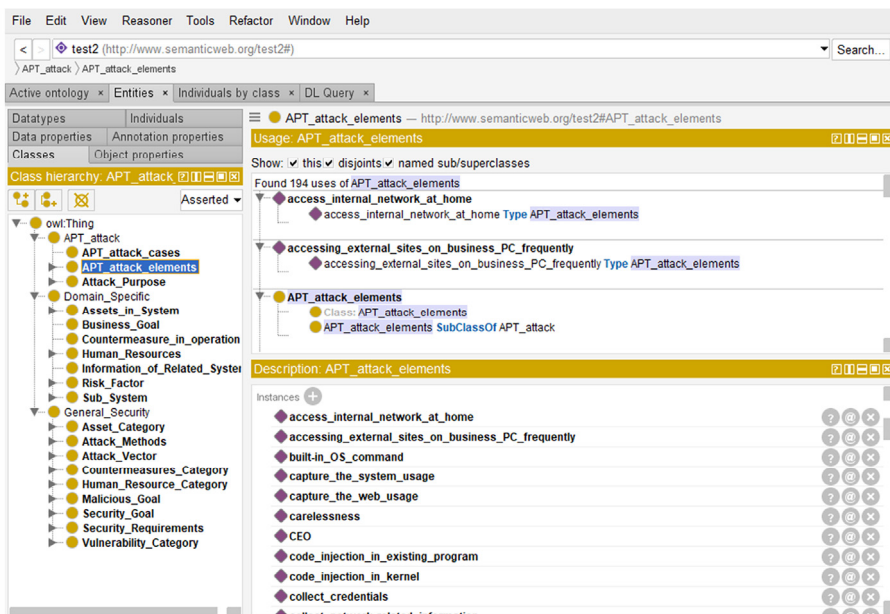 File Edit View Reasoner Tools Refactor Window Help
< > test2 (http://www.semanticweb.org/test2#) Search...
APT_attack APT_attack_elements
Active ontology × Entities × Individuals by class × DL Query ×
Datatypes Individuals
Data properties Annotation properties
Classes Object properties
Class hierarchy: APT_attack_
Asserted
owl:Thing
APT_attack
APT_attack_cases
APT_attack_elements
Attack_Purpose
Domain_Specific
Assets_in_System
Business_Goal
Countermeasure_in_operation
Human_Resources
Information_of_Related_Syster
Risk_Factor
Sub_System
General_Security
Asset_Category
Attack_Methods
Attack_Vector
Countermeasures_Category
Human_Resource_Category
Malicious_Goal
Security_Goal
Security_Requirements
Vulnerability_Category
APT_attack_elements — http://www.semanticweb.org/test2#APT_attack_elements
Usage: APT_attack_elements
Show: this disjoints named sub/superclasses
Found 194 uses of APT_attack_elements
access_internal_network_at_home
access_internal_network_at_home Type APT_attack_elements
accessing_external_sites_on_business_PC_frequently
accessing_external_sites_on_business_PC_frequently Type APT_attack_elements
APT_attack_elements
Class: APT_attack_elements
APT_attack_elements SubClassOf APT_attack
Description: APT_attack_elements
Instances
access_internal_network_at_home
accessing_external_sites_on_business_PC_frequently
built-in_OS_command
capture_the_system_usage
capture_the_web_usage
carelessness
CEO
code_injection_in_existing_program
code_injection_in_kernel
collect_credentials